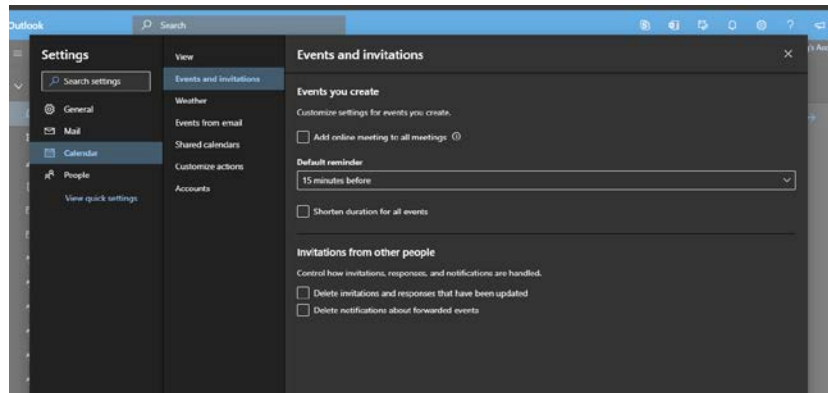 Outlook
Search
Settings
Search settings
General
Mail
Calendar
People
View quick settings
View
Events and invitations
Weather
Events from email
Shared calendars
Customize actions
Accounts
Events and invitations
Events you create
Customize settings for events you create.
Add online meeting to all meetings
Default reminder
15 minutes before
Shorten duration for all events
Invitations from other people
Control how invitations, responses, and notifications are handled.
Delete invitations and responses that have been updated
Delete notifications about forwarded events